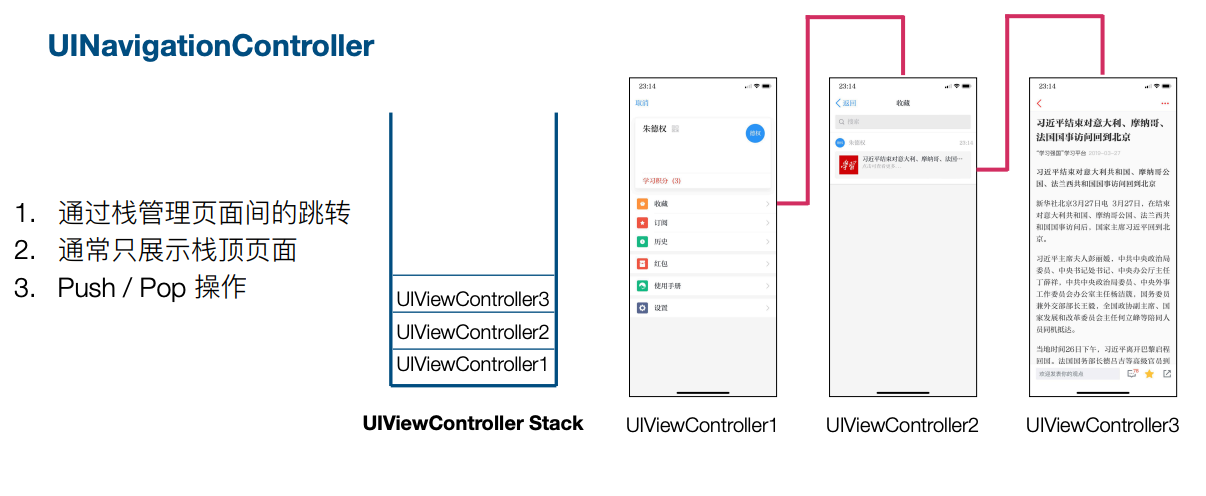 UINavigationController
1. 通过栈管理页面间的跳转
2. 通常只展示栈顶页面
3. Push / Pop 操作
UIViewController3
UIViewController2
UIViewController1
UIViewController Stack
23:14
取消
朱德权
德权
学习积分 (3)
收藏
订阅
历史
红包
使用手册
设置
UIViewController1
23:14
返回
收藏
搜索
朱德权
23:14
习近平结束对意大利、摩纳哥、法国…
UIViewController2
23:14
习近平结束对意大利、摩纳哥、
法国国事访问回到北京
"学习强国"学习平台 2019-03-27
习近平结束对意大利共和国、摩纳哥公
国、法兰西共和国国事访问回到北京
新华社北京3月27日电 3月27日，在结束
对意大利共和国、摩纳哥公国、法兰西共
和国国事访问后，国家主席习近平回到北
京。
习近平主席夫人彭丽媛、中共中央政治局
委员、中央书记处书记、中央办公厅主任
丁薛祥，中共中央政治局委员、中央外事
工作委员会办公室主任杨洁篪，国务委员
兼外交部部长王毅，全国政协副主席、国
家发展和改革委员会主任何立峰等陪同人
员同机抵达。
当地时间26日下午，习近平离开巴黎启程
回国。法国国务部长德吕吉等高级官员到
欢迎发表你的观点
UIViewController3